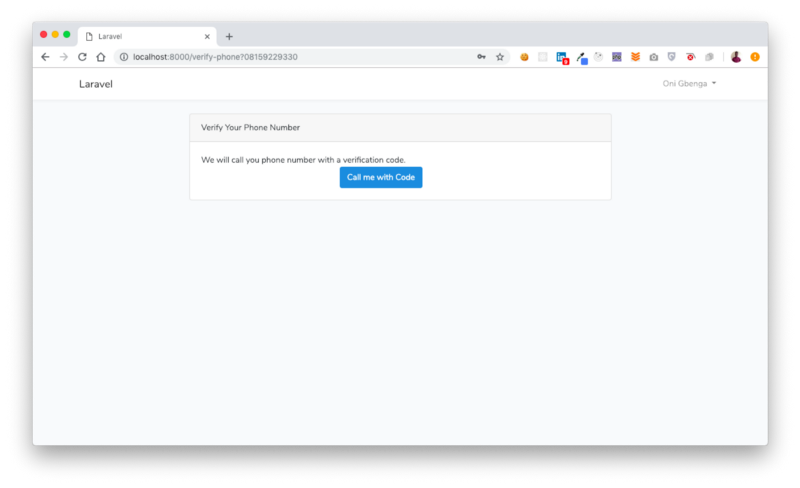 Laravel
localhost:8000/verify-phone?08159229330
Laravel
Oni Gbenga
Verify Your Phone Number
We will call you phone number with a verification code.
Call me with Code